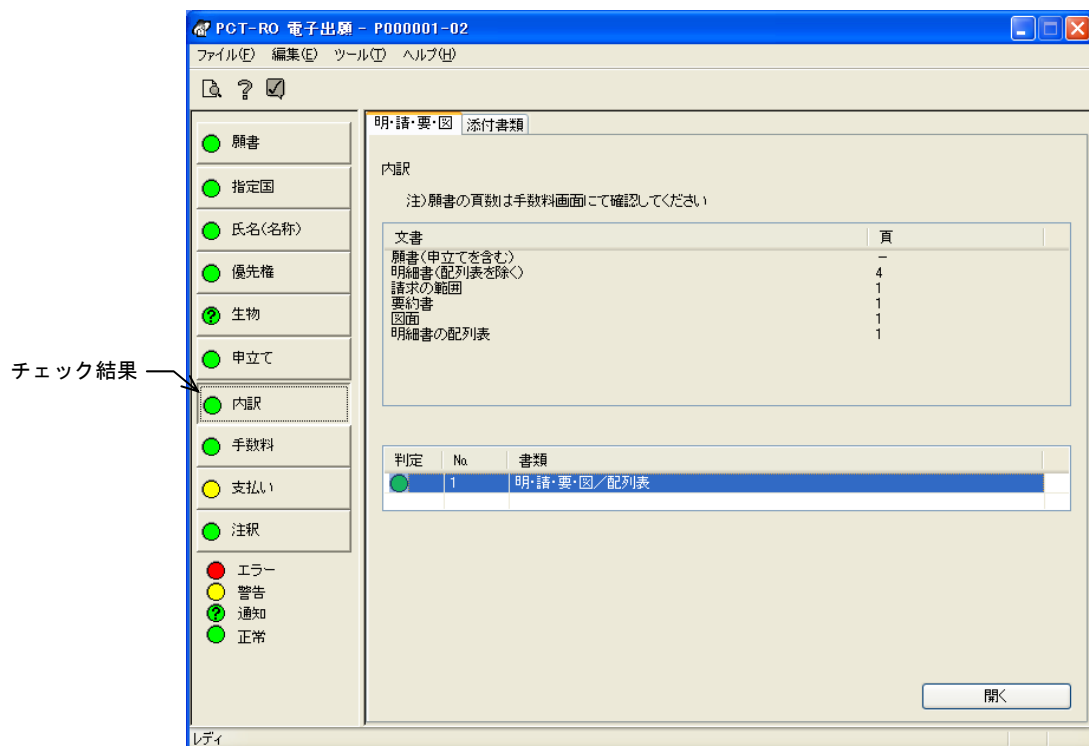 PCT-RO 電子出願 - P000001-02
ファイル(F) 編集(E) ツール(T) ヘルプ(H)
願書
指定国
氏名(名称)
優先権
生物
申立て
チェック結果
内訳
手数料
支払い
注釈
エラー
警告
通知
正常
明・請・要・図 添付書類
内訳
注)願書の頁数は手数料画面にて確認してください
文書 頁
願書(申立てを含む) -
明細書(配列表を除く) 4
請求の範囲 1
要約書 1
図面 1
明細書の配列表 1
判定 No. 書類
1 明・請・要・図/配列表
開く
レディ